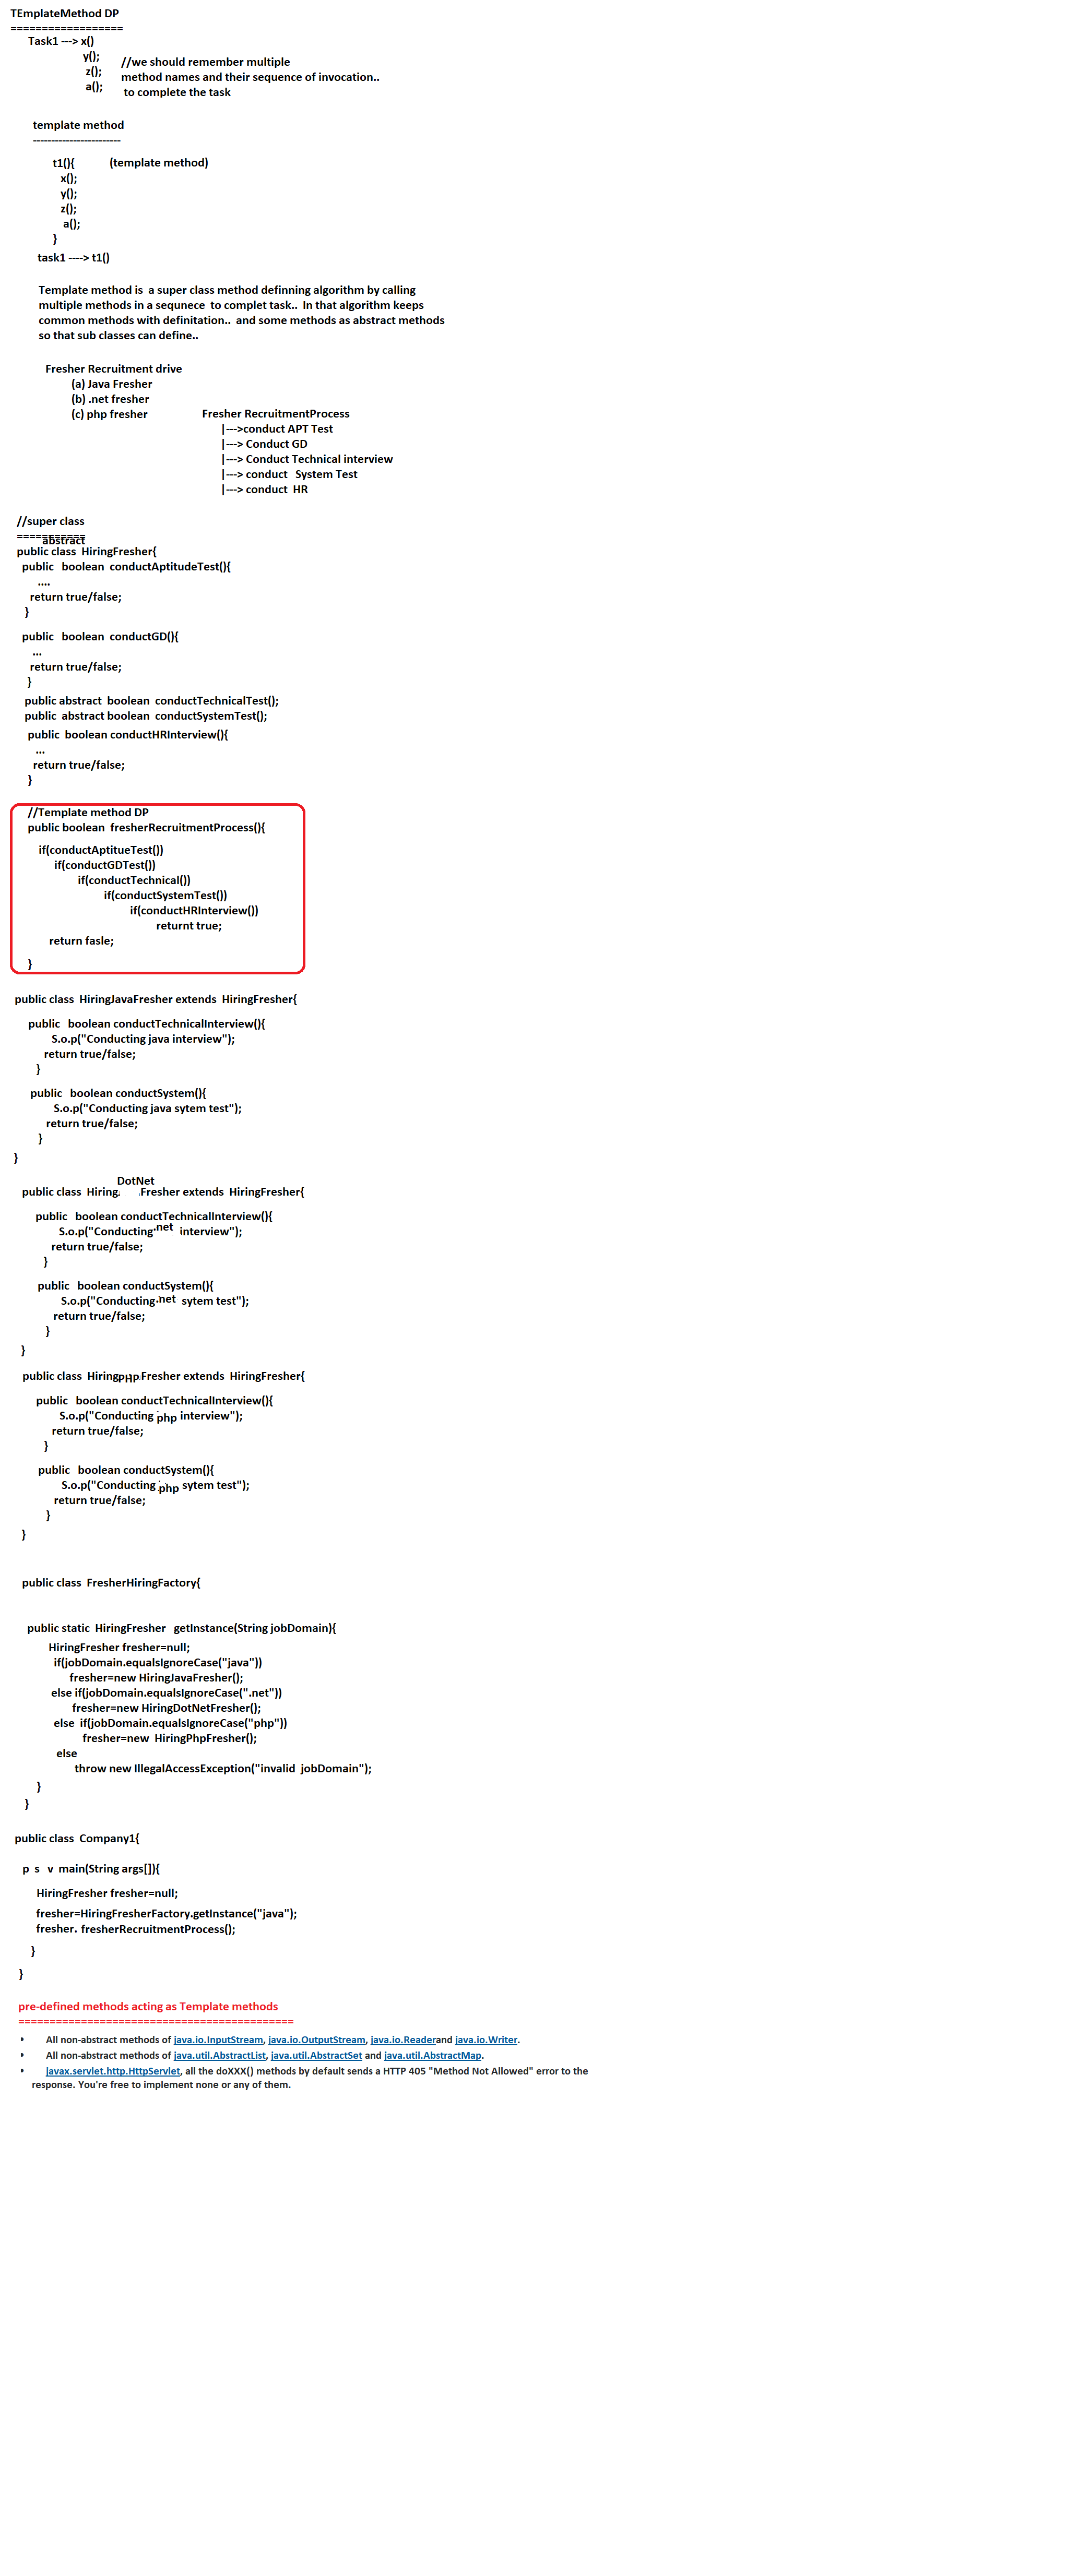 TEmplateMethod DP
==================
Task1 ---> x()
y();
z();
a();
//we should remember multiple
method names and their sequence of invocation..
to complete the task
template method
-----------------------
t1(){ (template method)
x();
y();
z();
a();
}
task1 ----> t1()
Template method is a super class method definning algorithm by calling
multiple methods in a sequnece to complet task.. In that algorithm keeps
common methods with definitation.. and some methods as abstract methods
so that sub classes can define..
Fresher Recruitment drive
(a) Java Fresher
(b) .net fresher
(c) php fresher
Fresher RecruitmentProcess
|--->conduct APT Test
|---> Conduct GD
|---> Conduct Technical interview
|---> conduct System Test
|---> conduct HR
//super class
===========
abstract
public class HiringFresher{
public boolean conductAptitudeTest(){
....
return true/false;
}
public boolean conductGD(){
...
return true/false;
}
public abstract boolean conductTechnicalTest();
public abstract boolean conductSystemTest();
public boolean conductHRInterview(){
...
return true/false;
}
//Template method DP
public boolean fresherRecruitmentProcess(){
if(conductAptitueTest())
if(conductGDTest())
if(conductTechnical())
if(conductSystemTest())
if(conductHRInterview())
returnt true;
return fasle;
}
public class HiringJavaFresher extends HiringFresher{
public boolean conductTechnicalInterview(){
S.o.p("Conducting java interview");
return true/false;
}
public boolean conductSystem(){
S.o.p("Conducting java sytem test");
return true/false;
}
}
DotNet
public class Hiring Fresher extends HiringFresher{
public boolean conductTechnicalInterview(){
S.o.p("Conducting .net interview");
return true/false;
}
public boolean conductSystem(){
S.o.p("Conducting .net sytem test");
return true/false;
}
}
public class HiringPHPFresher extends HiringFresher{
public boolean conductTechnicalInterview(){
S.o.p("Conducting php interview");
return true/false;
}
public boolean conductSystem(){
S.o.p("Conducting php sytem test");
return true/false;
}
}
public class FresherHiringFactory{
public static HiringFresher getInstance(String jobDomain){
HiringFresher fresher=null;
if(jobDomain.equalsIgnoreCase("java"))
fresher=new HiringJavaFresher();
else if(jobDomain.equalsIgnoreCase(".net"))
fresher=new HiringDotNetFresher();
else if(jobDomain.equalsIgnoreCase("php"))
fresher=new HiringPhpFresher();
else
throw new IllegalAccessException("invalid jobDomain");
}
}
public class Company1{
p s v main(String args[]){
HiringFresher fresher=null;
fresher=HiringFresherFactory.getInstance("java");
fresher. fresherRecruitmentProcess();
}
}
pre-defined methods acting as Template methods
============================================
• All non-abstract methods of java.io.InputStream, java.io.OutputStream, java.io.Readerand java.io.Writer.
• All non-abstract methods of java.util.AbstractList, java.util.AbstractSet and java.util.AbstractMap.
• javax.servlet.http.HttpServlet, all the doXXX() methods by default sends a HTTP 405 "Method Not Allowed" error to the
response. You're free to implement none or any of them.